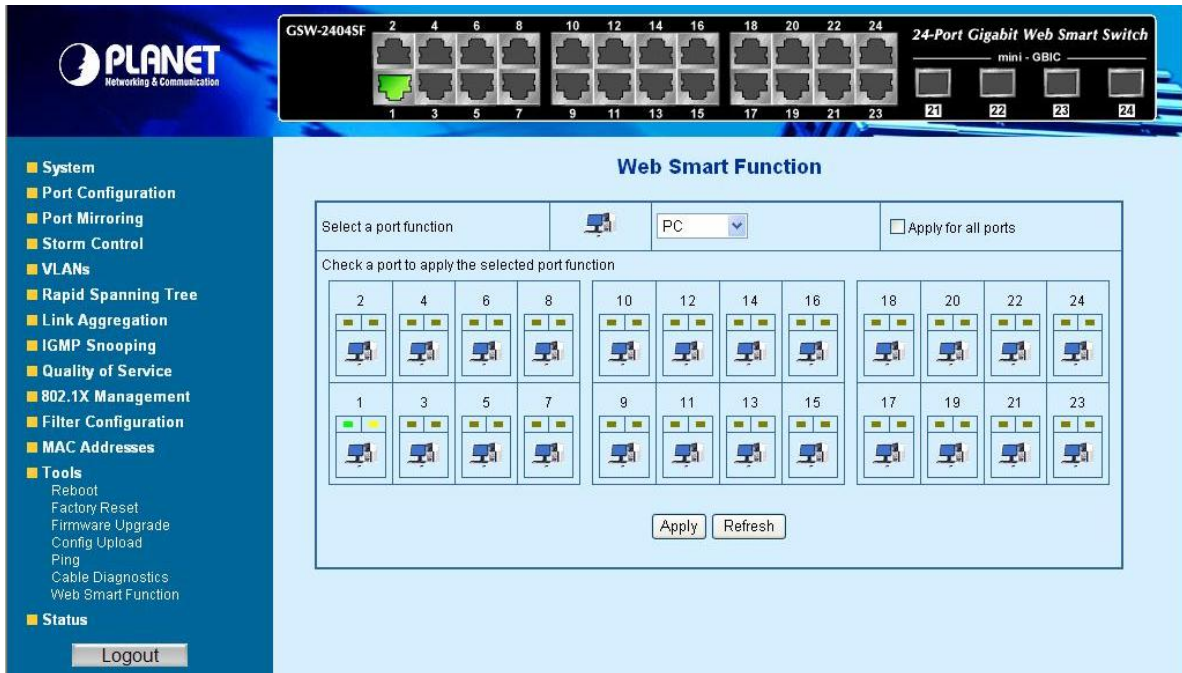 PLANET
Networking & Communication
GSW-2404SF
2 4 6 8 10 12 14 16 18 20 22 24
1 3 5 7 9 11 13 15 17 19 21 23
24-Port Gigabit Web Smart Switch
mini - GBIC
21 22 23 24
System
Port Configuration
Port Mirroring
Storm Control
VLANs
Rapid Spanning Tree
Link Aggregation
IGMP Snooping
Quality of Service
802.1X Management
Filter Configuration
MAC Addresses
Tools
Reboot
Factory Reset
Firmware Upgrade
Config Upload
Ping
Cable Diagnostics
Web Smart Function
Status
Logout
Web Smart Function
Select a port function PC Apply for all ports
Check a port to apply the selected port function
2 4 6 8 10 12 14 16 18 20 22 24
1 3 5 7 9 11 13 15 17 19 21 23
Apply Refresh